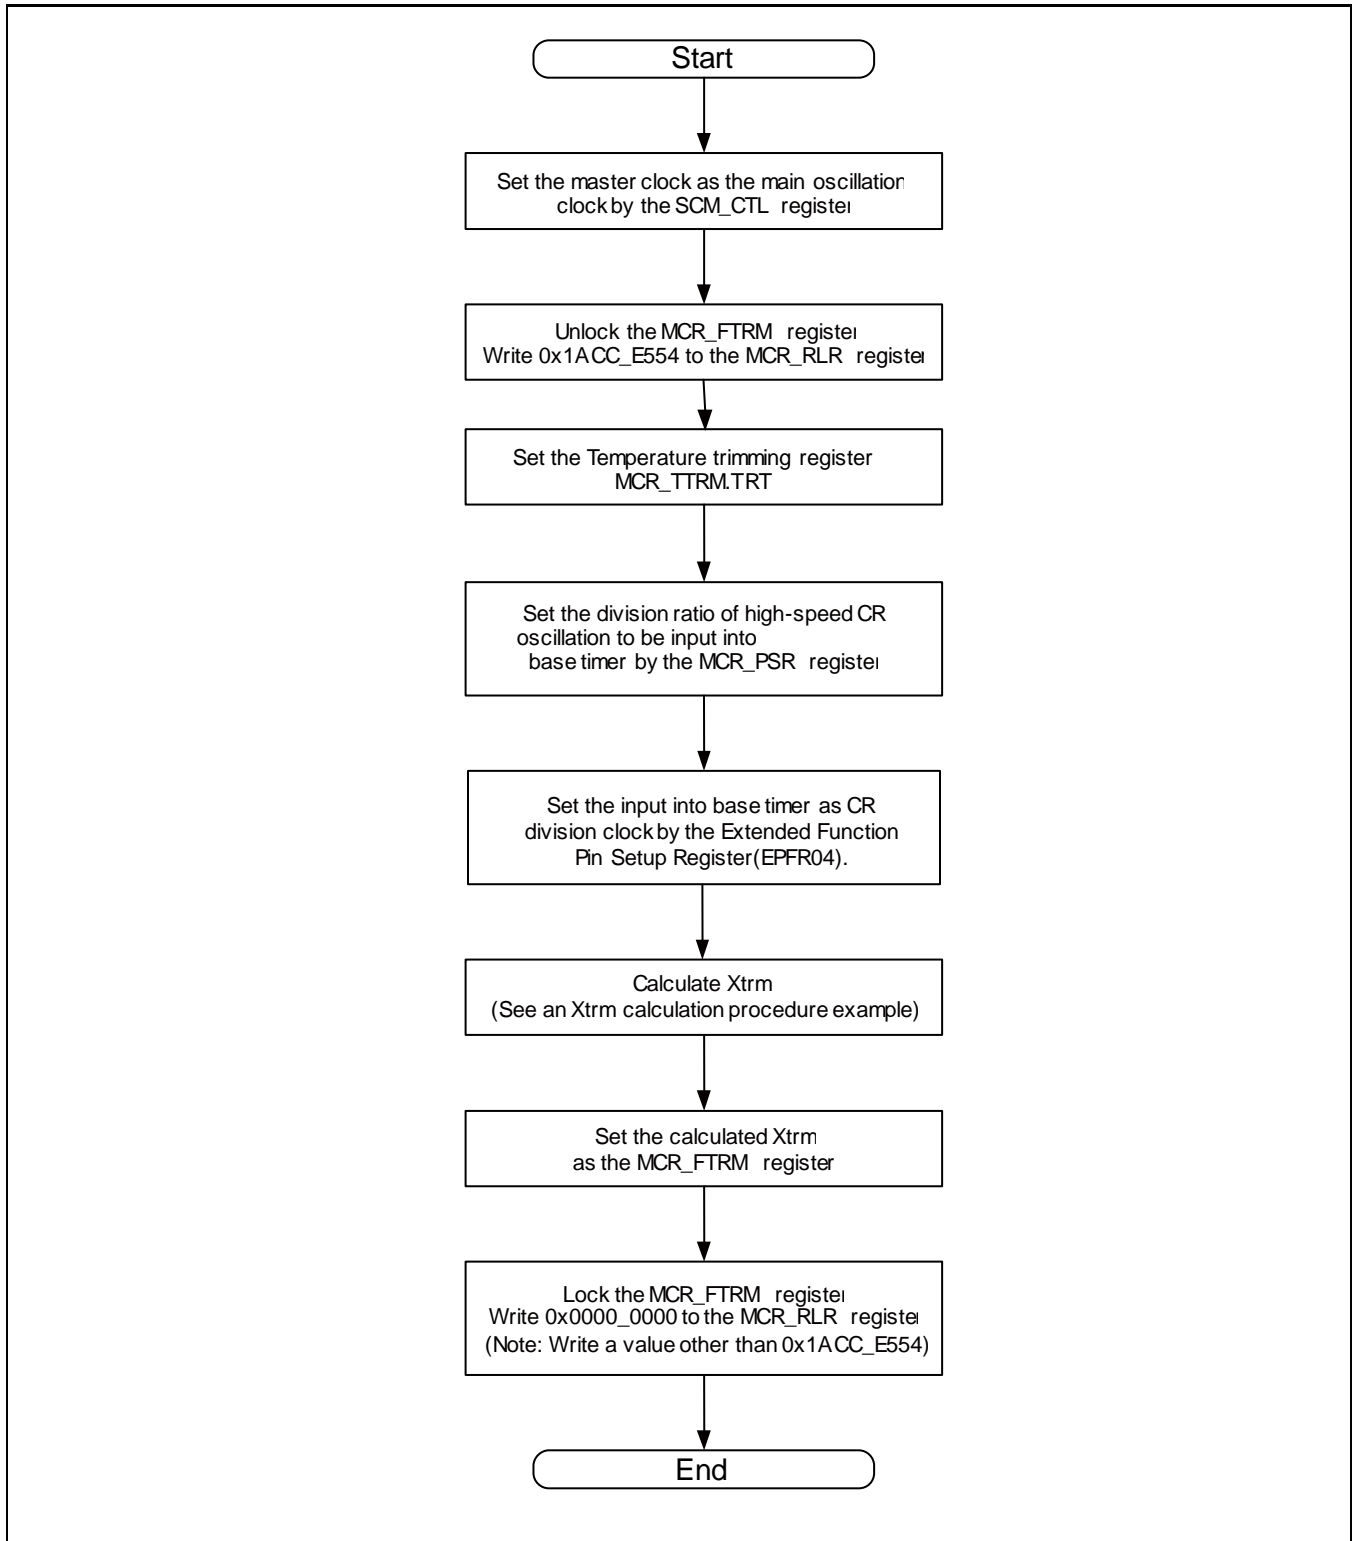 Start
Set the master clock as the main oscillation
clock by the SCM_CTL register
Unlock the MCR_FTRM register
Write 0x1ACC_E554 to the MCR_RLR register
Set the Temperature trimming register
MCR_TTRM.TRT
Set the division ratio of high-speed CR
oscillation to be input into
base timer by the MCR_PSR register
Set the input into base timer as CR
division clock by the Extended Function
Pin Setup Register(EPFR04).
Calculate Xtrm
(See an Xtrm calculation procedure example)
Set the calculated Xtrm
as the MCR_FTRM register
Lock the MCR_FTRM register
Write 0x0000_0000 to the MCR_RLR register
(Note: Write a value other than 0x1ACC_E554)
End